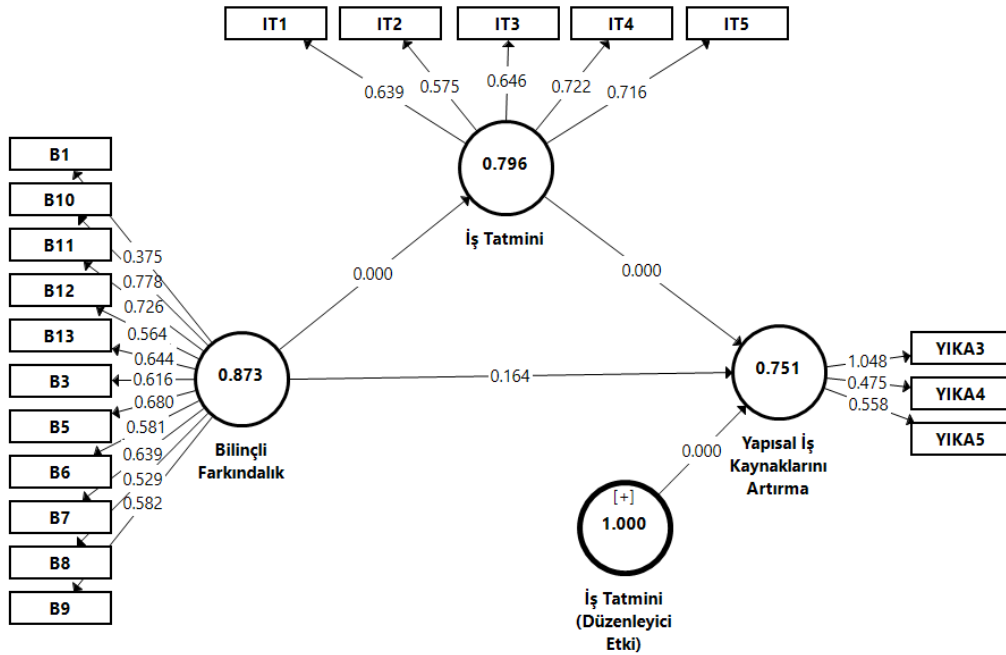 IT1 IT2 IT3 IT4 IT5
0.639 0.575 0.646 0.722 0.716
0.796
İş Tatmini
B1
B10
B11
B12
B13
B3
B5
B6
B7
B8
B9
0.375
0.778
0.726
0.564
0.644
0.616
0.680
0.581
0.639
0.529
0.582
0.873
Bilinçli
Farkındalık
0.000
0.000
0.164
0.751
Yapısal İş
Kaynaklarını
Artırma
1.048
0.475
0.558
YIKA3
YIKA4
YIKA5
0.000
[+]
1.000
İş Tatmini
(Düzenleyici
Etki)